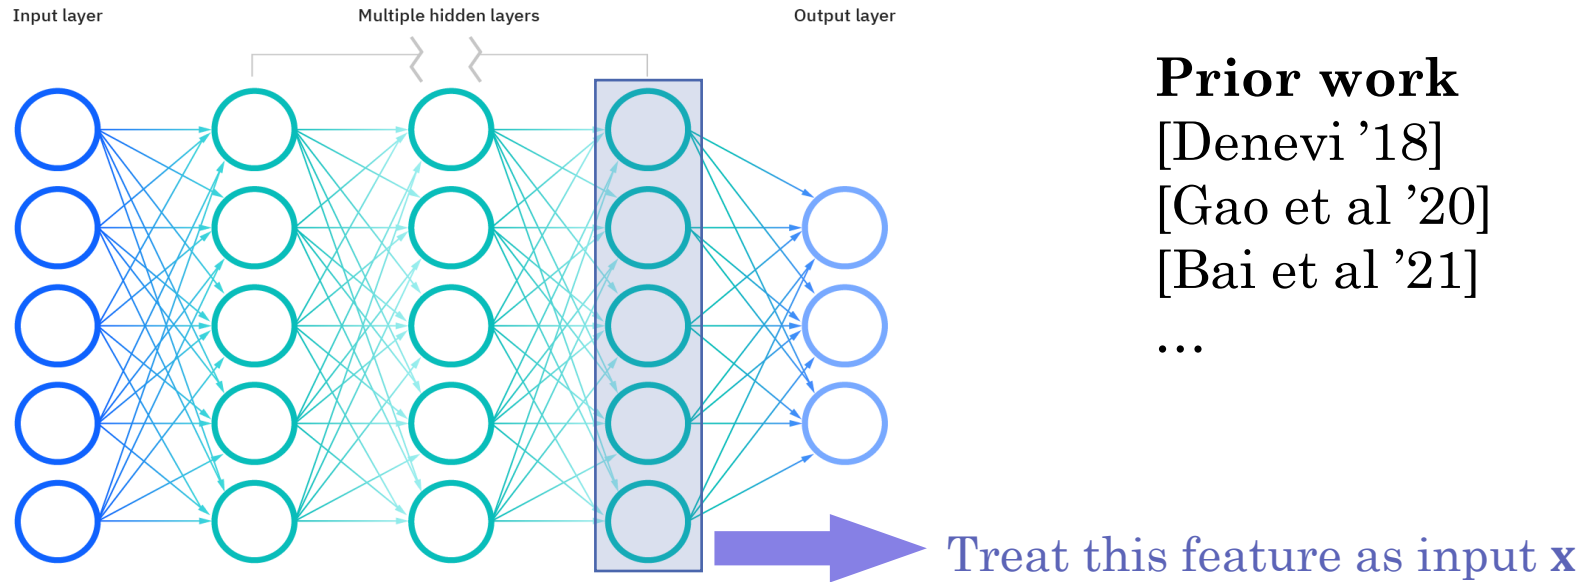 Input layer
Multiple hidden layers
Output layer
Prior work
[Denevi ’18]
[Gao et al ’20]
[Bai et al ’21]
...
Treat this feature as input x